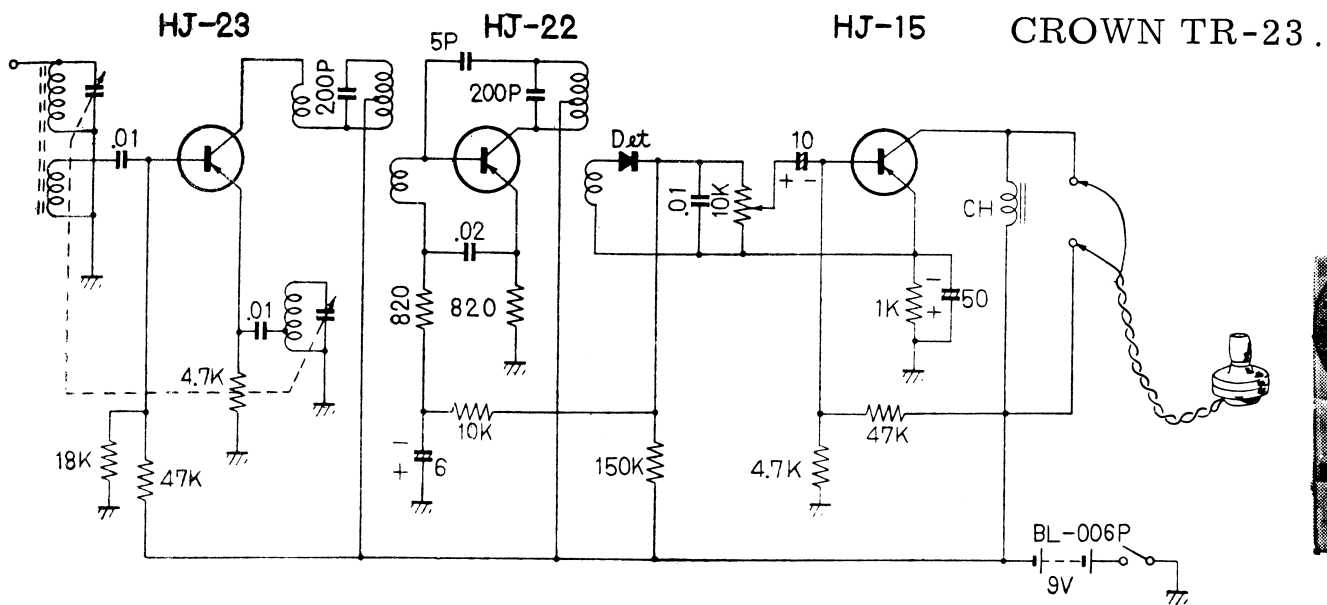 HJ-23
HJ-22
HJ-15
CROWN TR-23.
5P
200P
200P
.01
Det
10
+ -
.01
10K
CH
.02
820
820
1K
-
+
50
.01
4.7K
10K
47K
18K
47K
-
+
6
150K
4.7K
BL-006P
9V